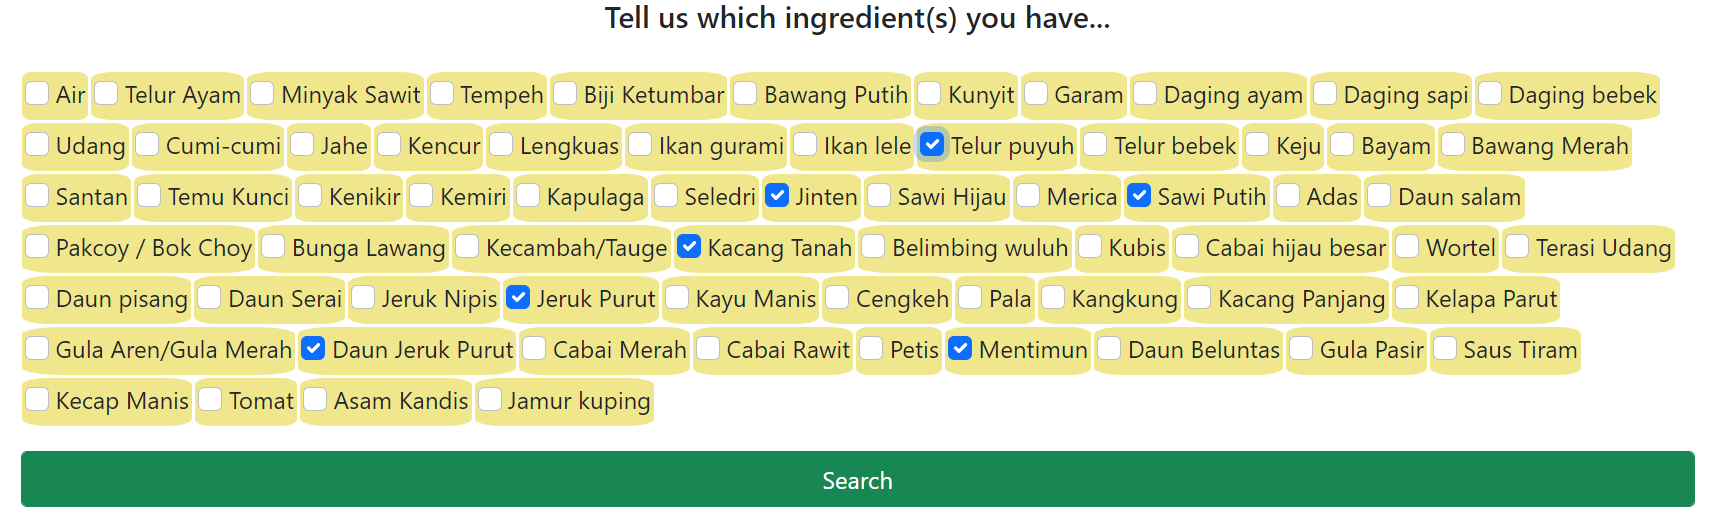 Tell us which ingredient(s) you have...
Air Telur Ayam Minyak Sawit Tempeh Biji Ketumbar Bawang Putih Kunyit Garam Daging ayam Daging sapi Daging bebek
Udang Cumi-cumi Jahe Kencur Lengkuas Ikan gurami Ikan lele Telur puyuh Telur bebek Keju Bayam Bawang Merah
Santan Temu Kunci Kenikir Kemiri Kapulaga Seledri Jinten Sawi Hijau Merica Sawi Putih Adas Daun salam
Pakcoy / Bok Choy Bunga Lawang Kecambah/Tauge Kacang Tanah Belimbing wuluh Kubis Cabai hijau besar Wortel Terasi Udang
Daun pisang Daun Serai Jeruk Nipis Jeruk Purut Kayu Manis Cengkeh Pala Kangkung Kacang Panjang Kelapa Parut
Gula Aren/Gula Merah Daun Jeruk Purut Cabai Merah Cabai Rawit Petis Mentimun Daun Beluntas Gula Pasir Saus Tiram
Kecap Manis Tomat Asam Kandis Jamur kuping
Search